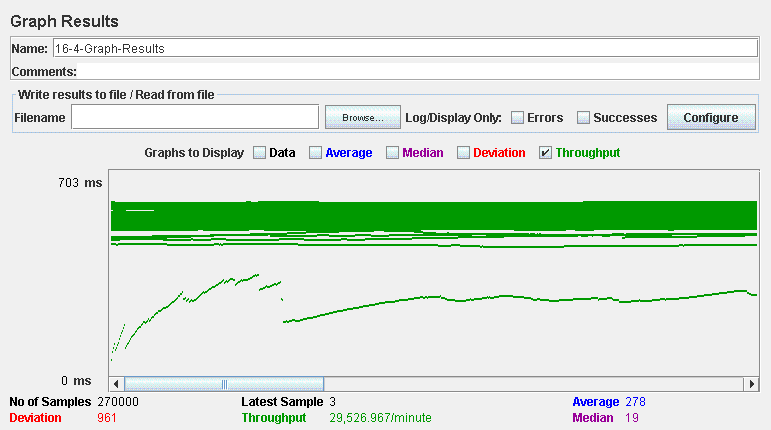 Graph Results
Name: 16-4-Graph-Results
Comments:
Write results to file / Read from file
Filename Browse... Log/Display Only: Errors Successes Configure
Graphs to Display Data Average Median Deviation Throughput
703 ms
0 ms
No of Samples 270000 Latest Sample 3 Average 278
Deviation 961 Throughput 29,526.967/minute Median 19